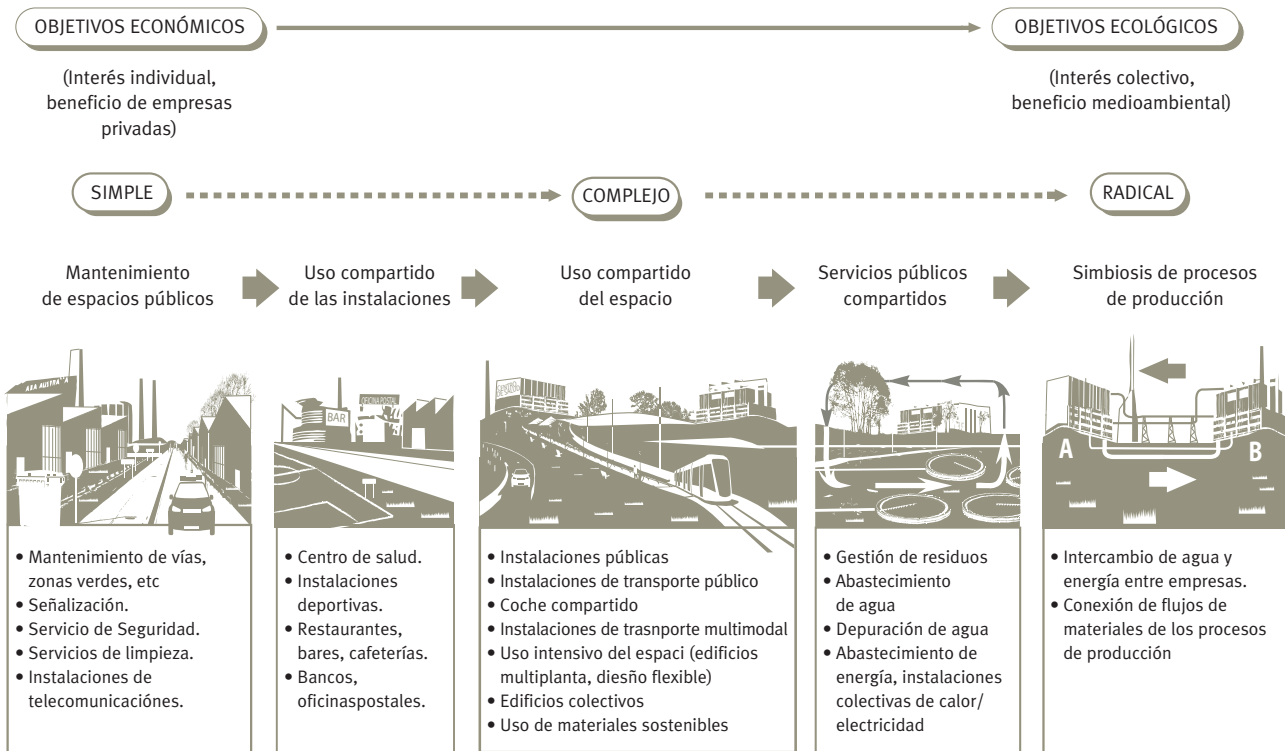 OBJETIVOS ECONÓMICOS
OBJETIVOS ECOLÓGICOS
(Interés individual,
beneficio de empresas
privadas)
(Interés colectivo,
beneficio medioambiental)
SIMPLE
COMPLEJO
RADICAL
Mantenimiento
de espacios públicos
Uso compartido
de las instalaciones
Uso compartido
del espacio
Servicios públicos
compartidos
Simbiosis de procesos
de producción
BAR
OFICINA POSTAL
A
B
• Mantenimiento de vías,
zonas verdes, etc
• Señalización.
• Servicio de Seguridad.
• Servicios de limpieza.
• Instalaciones de
telecomunicaciónes.
• Centro de salud.
• Instalaciones
deportivas.
• Restaurantes,
bares, cafeterías.
• Bancos,
oficinaspostales.
• Instalaciones públicas
• Instalaciones de transporte público
• Coche compartido
• Instalaciones de trasnporte multimodal
• Uso intensivo del espaci (edificios
multiplanta, diesño flexible)
• Edificios colectivos
• Uso de materiales sostenibles
• Gestión de residuos
• Abastecimiento
de agua
• Depuración de agua
• Abastecimiento de
energía, instalaciones
colectivas de calor/
electricidad
• Intercambio de agua y
energía entre empresas.
• Conexión de flujos de
materiales de los procesos
de producción